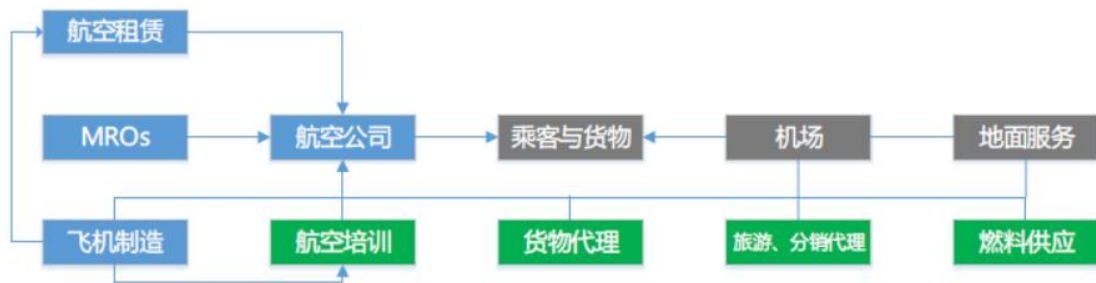 航空租赁
MROs
航空公司
乘客与货物
机场
地面服务
飞机制造
航空培训
货物代理
旅游、分销代理
燃料供应